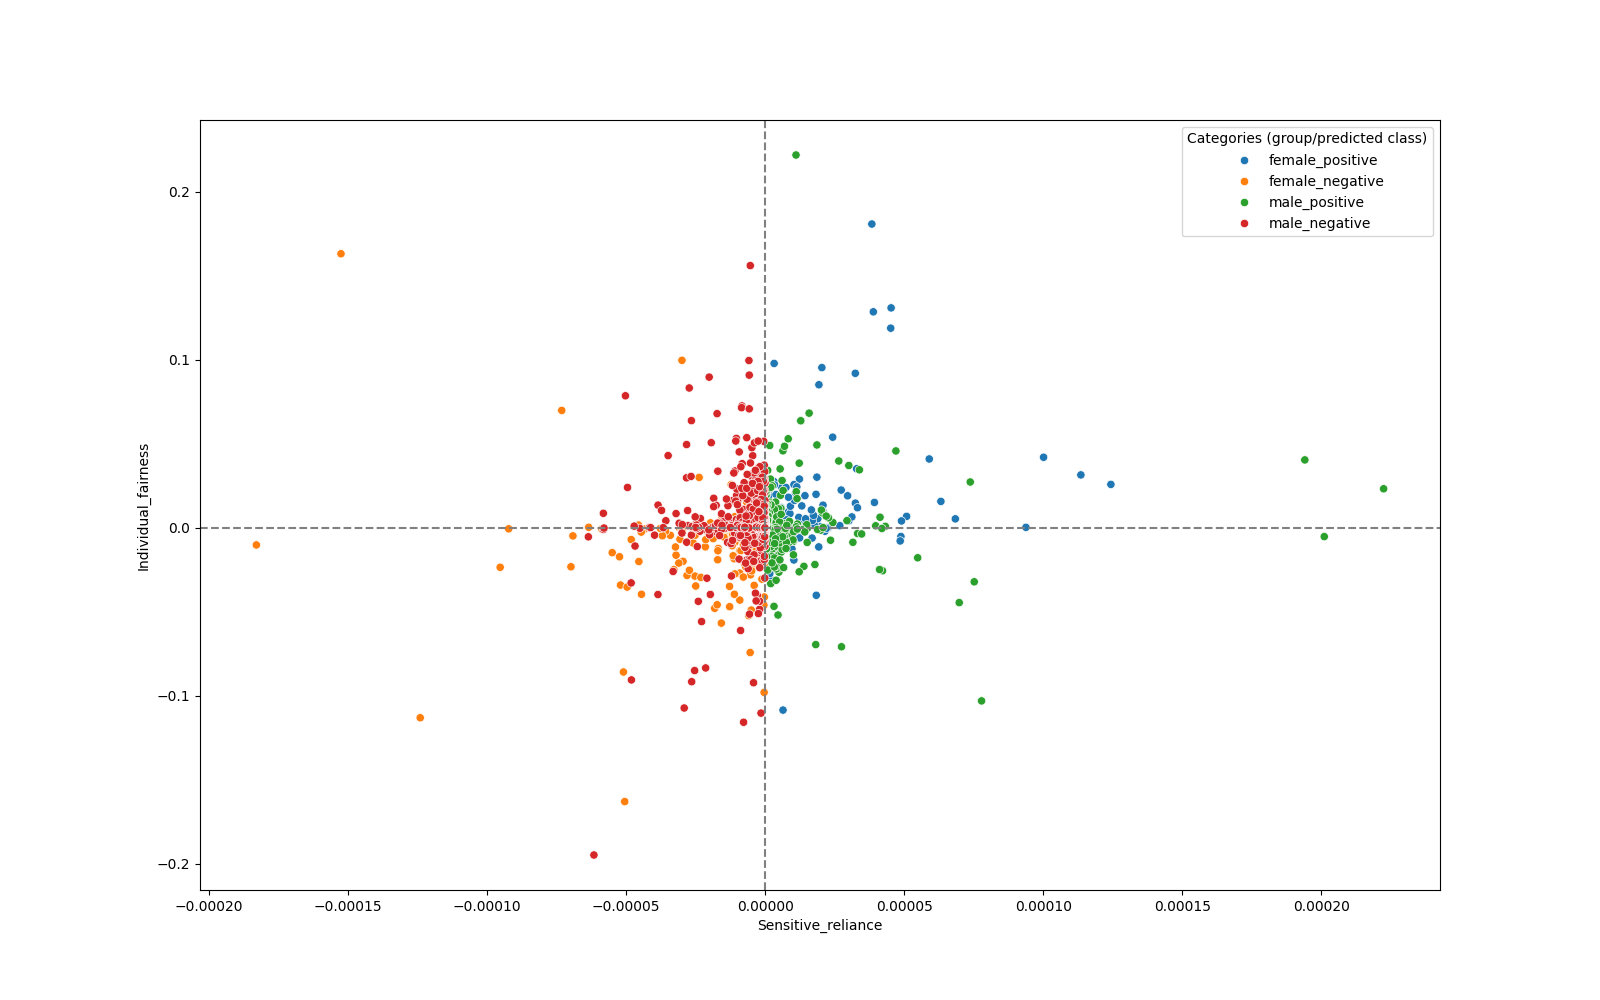 Categories (group/predicted class)
female_positive
female_negative
male_positive
male_negative
0.2
0.1
0.0
−0.1
−0.2
Individual_fairness
−0.00020 −0.00015 −0.00010 −0.00005 0.00000 0.00005 0.00010 0.00015 0.00020
Sensitive_reliance